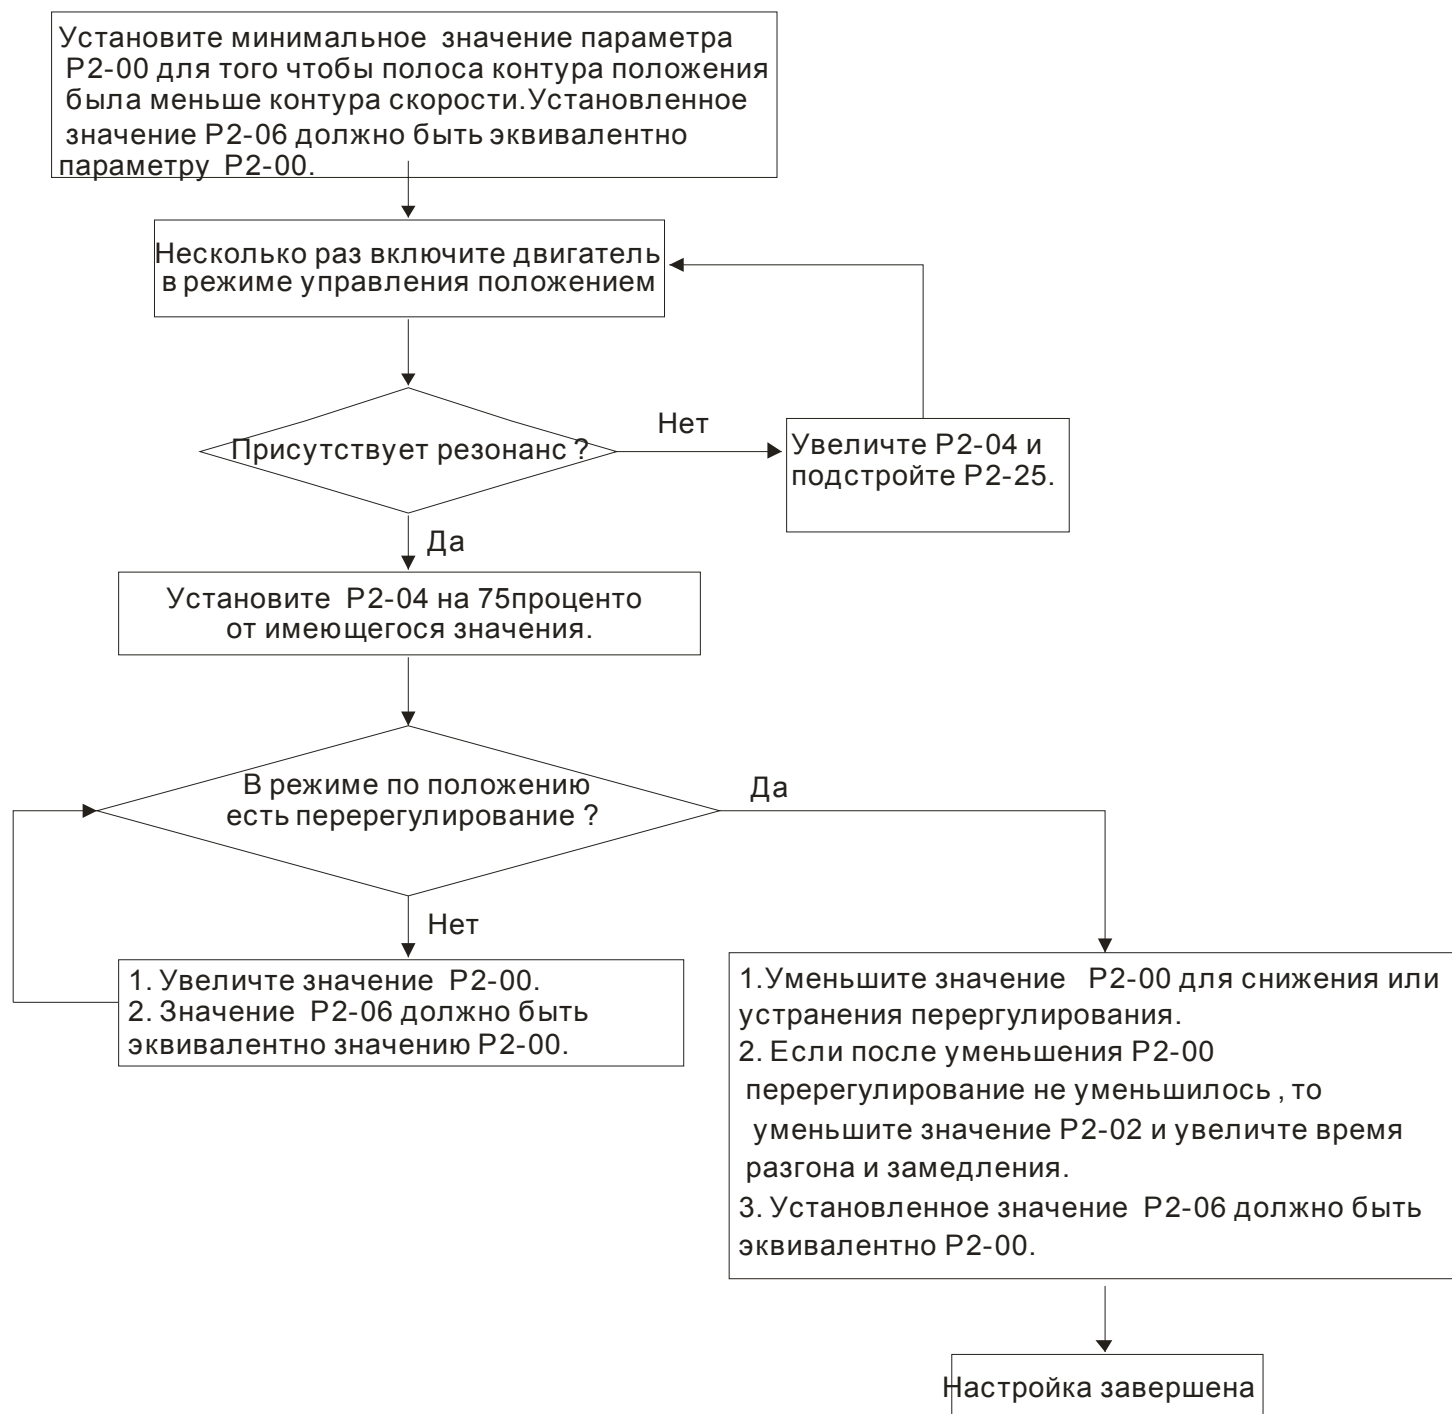 Установите минимальное значение параметра
P2-00 для того чтобы полоса контура положения
была меньше контура скорости.Установленное
значение P2-06 должно быть эквивалентно
параметру P2-00.
Несколько раз включите двигатель
в режиме управления положением
Присутствует резонанс ?
Нет
Увеличте P2-04 и
подстройте P2-25.
Да
Установите P2-04 на 75проценто
от имеющегося значения.
В режиме по положению
есть перерегулирование ?
Да
Нет
1. Увеличте значение P2-00.
2. Значение P2-06 должно быть
эквивалентно значению P2-00.
1.Уменьшите значение P2-00 для снижения или
устранения перергулирования.
2. Если после уменьшения P2-00
перерегулирование не уменьшилось , то
уменьшите значение P2-02 и увеличте время
разгона и замедления.
3. Установленное значение P2-06 должно быть
эквивалентно P2-00.
Настройка завершена